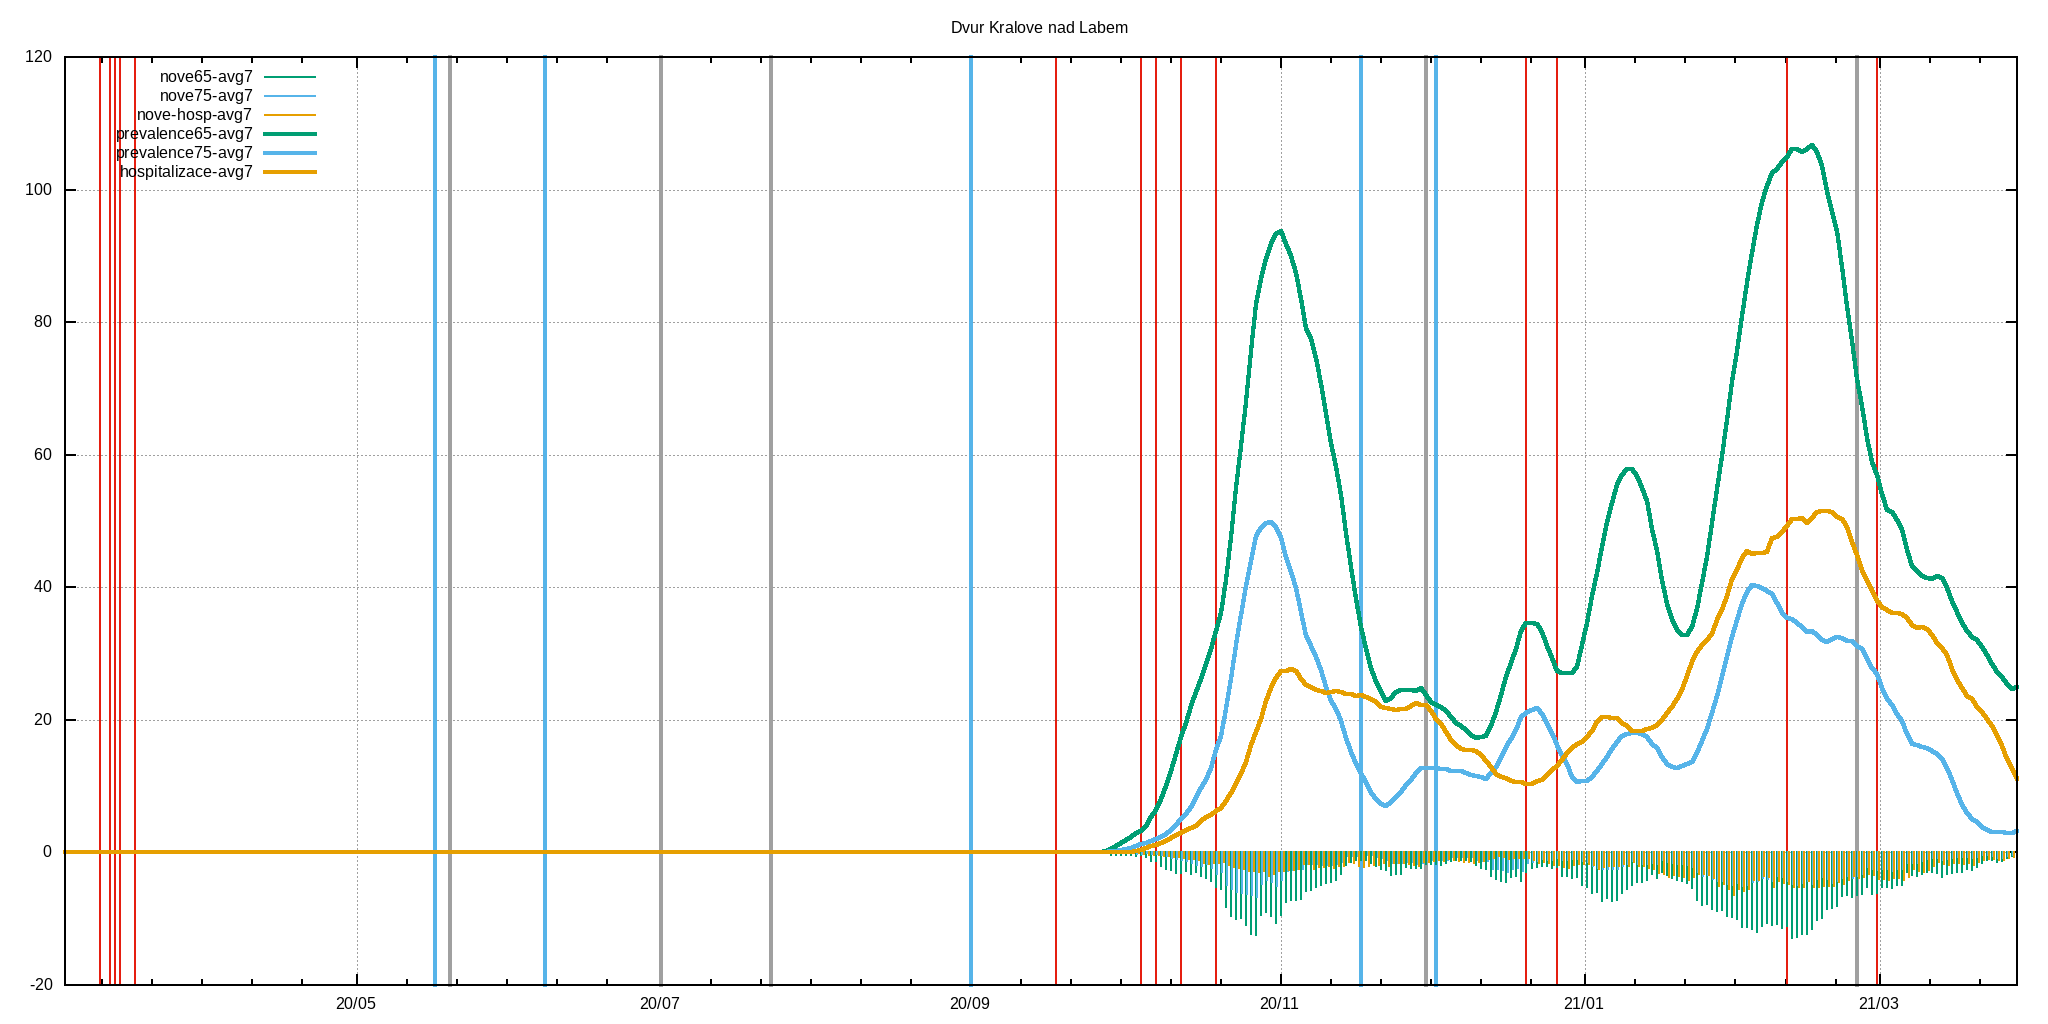 Dvur Kralove nad Labem
120
100
80
60
40
20
0
-20
nove65-avg7
nove75-avg7
nove-hosp-avg7
prevalence65-avg7
prevalence75-avg7
hospitalizace-avg7
20/05 20/07 20/09 20/11 21/01 21/03